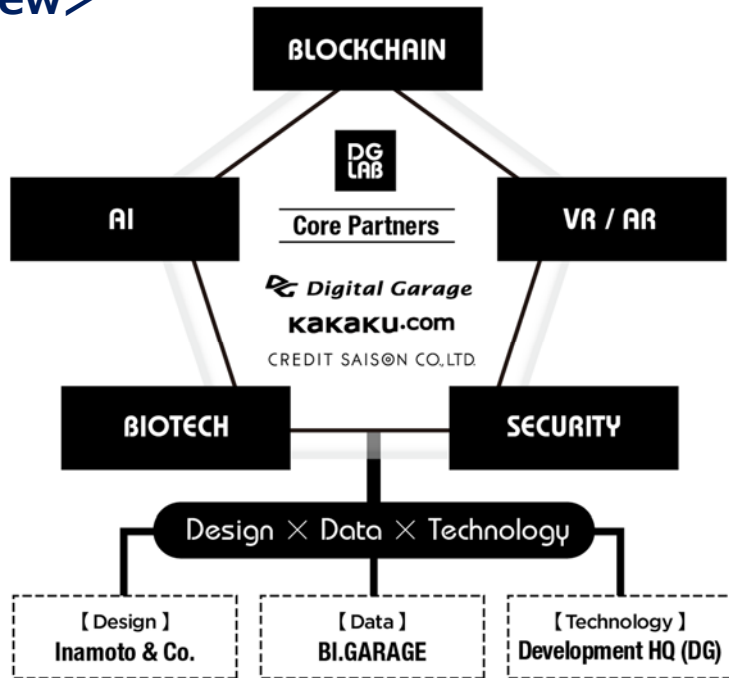 ew>
BLOCKCHAIN
DG
LAB
AI
Core Partners
VR / AR
DG Digital Garage
Kakaku.com
CREDIT SAISON CO.,LTD.
BIOTECH
SECURITY
Design × Data × Technology
【Design】
Inamoto & Co.
【Data】
BI.GARAGE
【Technology】
Development HQ (DG)